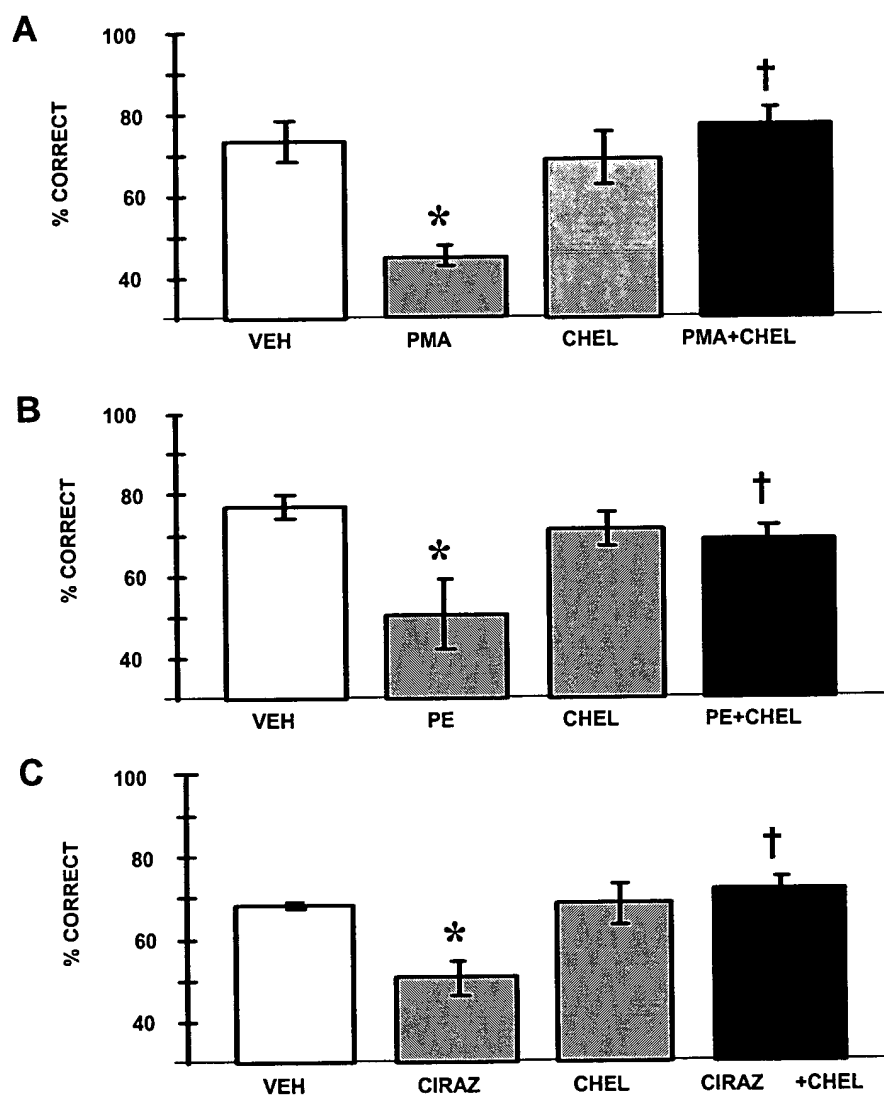 A
100
80
60
40
% CORRECT
*
†
VEH PMA CHEL PMA+CHEL
B
100
80
60
40
% CORRECT
*
†
VEH PE CHEL PE+CHEL
C
100
80
60
40
% CORRECT
*
†
VEH CIRAZ CHEL CIRAZ +CHEL